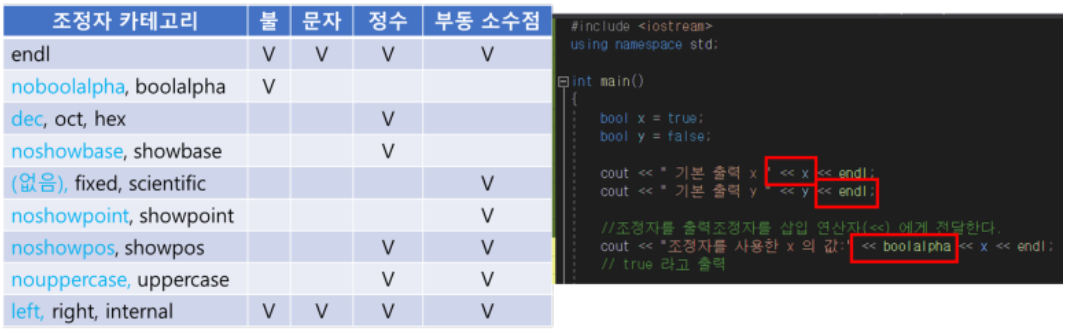 조정자 카테고리 불 문자 정수 부동 소수점
endl V V V V
noboolalpha, boolalpha V
dec, oct, hex V
noshowbase, showbase V
(없음), fixed, scientific V
noshowpoint, showpoint V
noshowpos, showpos V V
nouppercase, uppercase V V
left, right, internal V V V V
#include <iostream>
using namespace std;
int main()
{
bool x = true;
bool y = false;
cout << " 기본 출력 x " << x << endl;
cout << " 기본 출력 y " << y << endl;
//조정자를 출력조정자를 삽입 연산자(<<) 에게 전달한다.
cout << "조정자를 사용한 x 의 값:" << boolalpha << x << endl;
// true 라고 출력